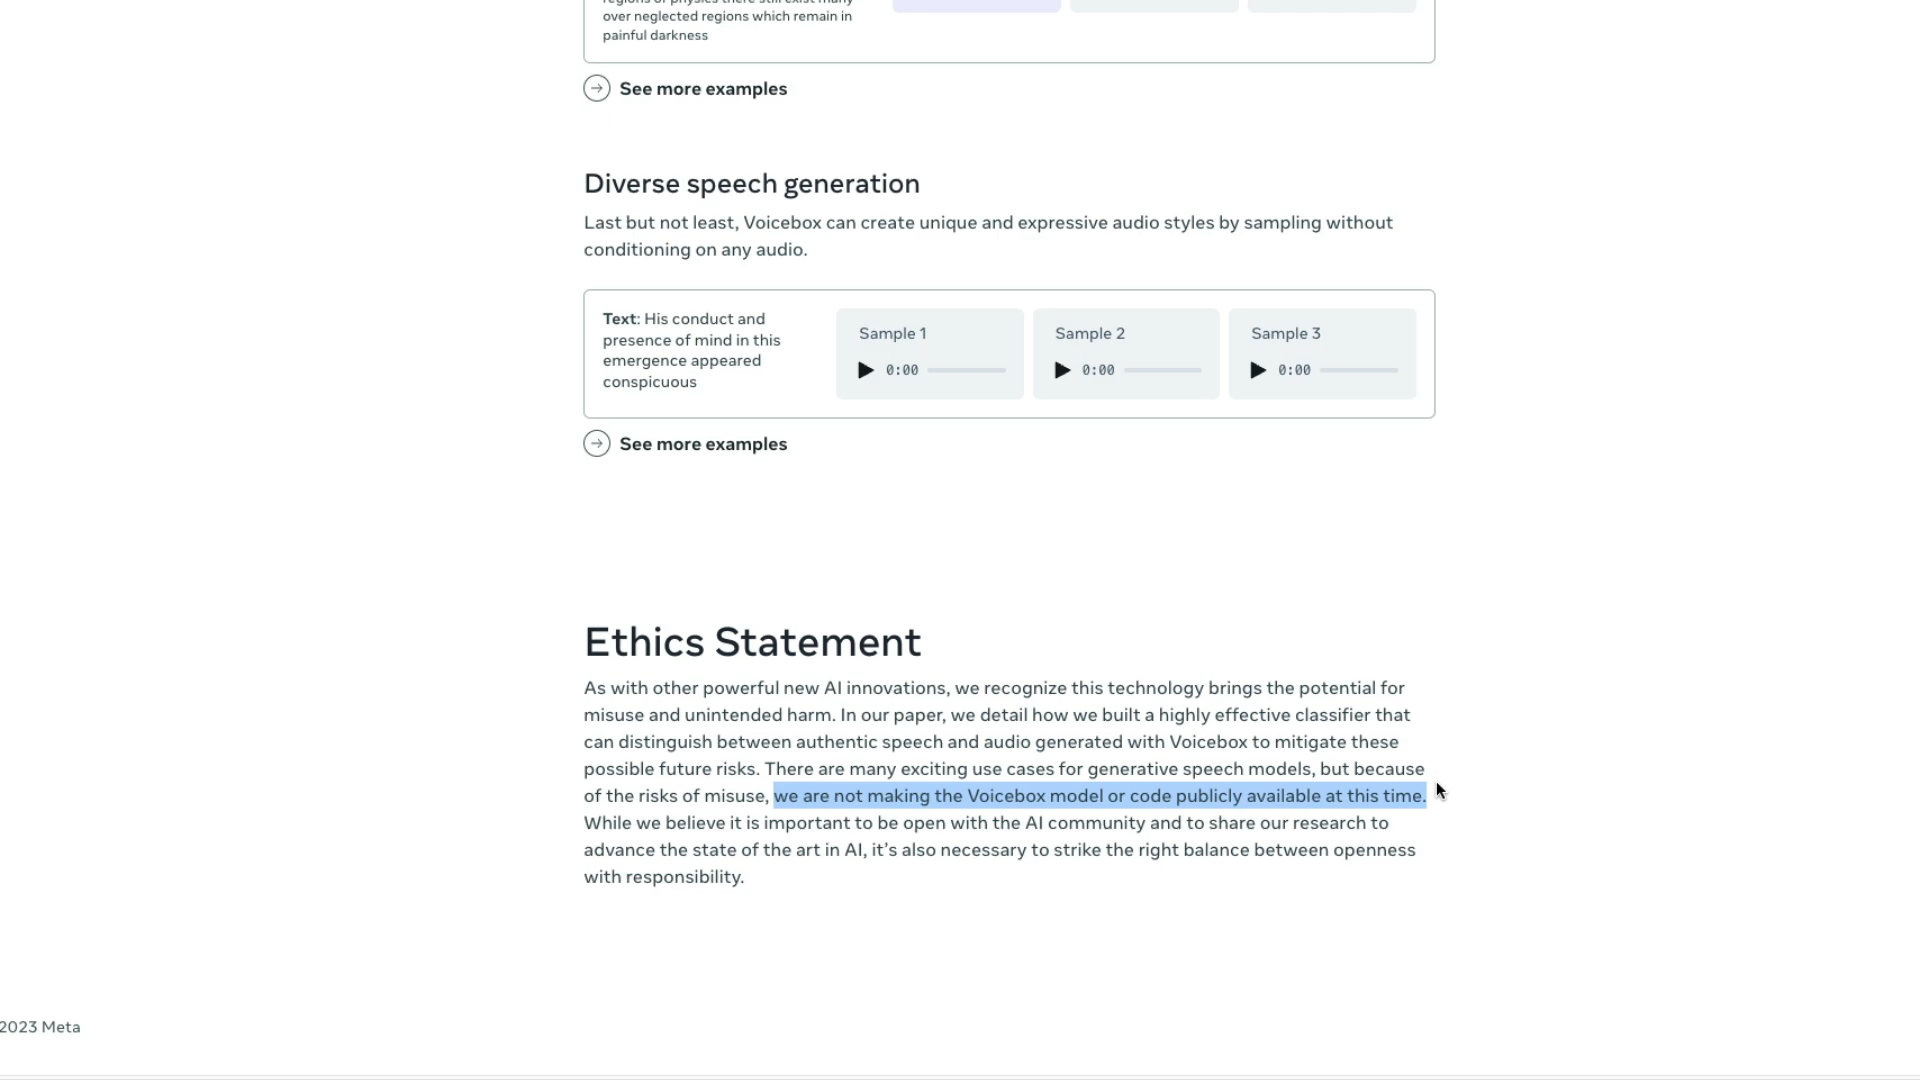 over neglected regions which remain in
painful darkness
See more examples
Diverse speech generation
Last but not least, Voicebox can create unique and expressive audio styles by sampling without
conditioning on any audio.
Text: His conduct and
presence of mind in this
emergence appeared
conspicuous
Sample 1
0:00
Sample 2
0:00
Sample 3
0:00
See more examples
Ethics Statement
As with other powerful new AI innovations, we recognize this technology brings the potential for
misuse and unintended harm. In our paper, we detail how we built a highly effective classifier that
can distinguish between authentic speech and audio generated with Voicebox to mitigate these
possible future risks. There are many exciting use cases for generative speech models, but because
of the risks of misuse, we are not making the Voicebox model or code publicly available at this time.
While we believe it is important to be open with the AI community and to share our research to
advance the state of the art in AI, it’s also necessary to strike the right balance between openness
with responsibility.
2023 Meta